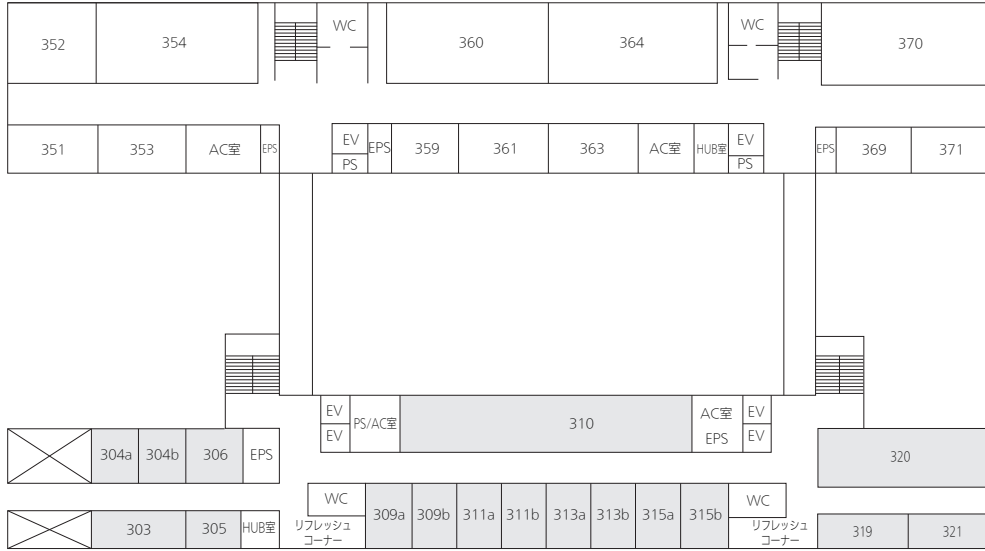 352
354
WC
360
364
WC
370
351
353
AC室
EPS
EV
PS
EPS
359
361
363
AC室
HUB室
EV
PS
EPS
369
371
EV
EV
PS/AC室
310
AC室
EPS
EV
EV
304a
304b
306
EPS
320
WC
リフレッシュ
コーナー
309a
309b
311a
311b
313a
313b
315a
315b
WC
リフレッシュ
コーナー
303
305
HUB室
319
321